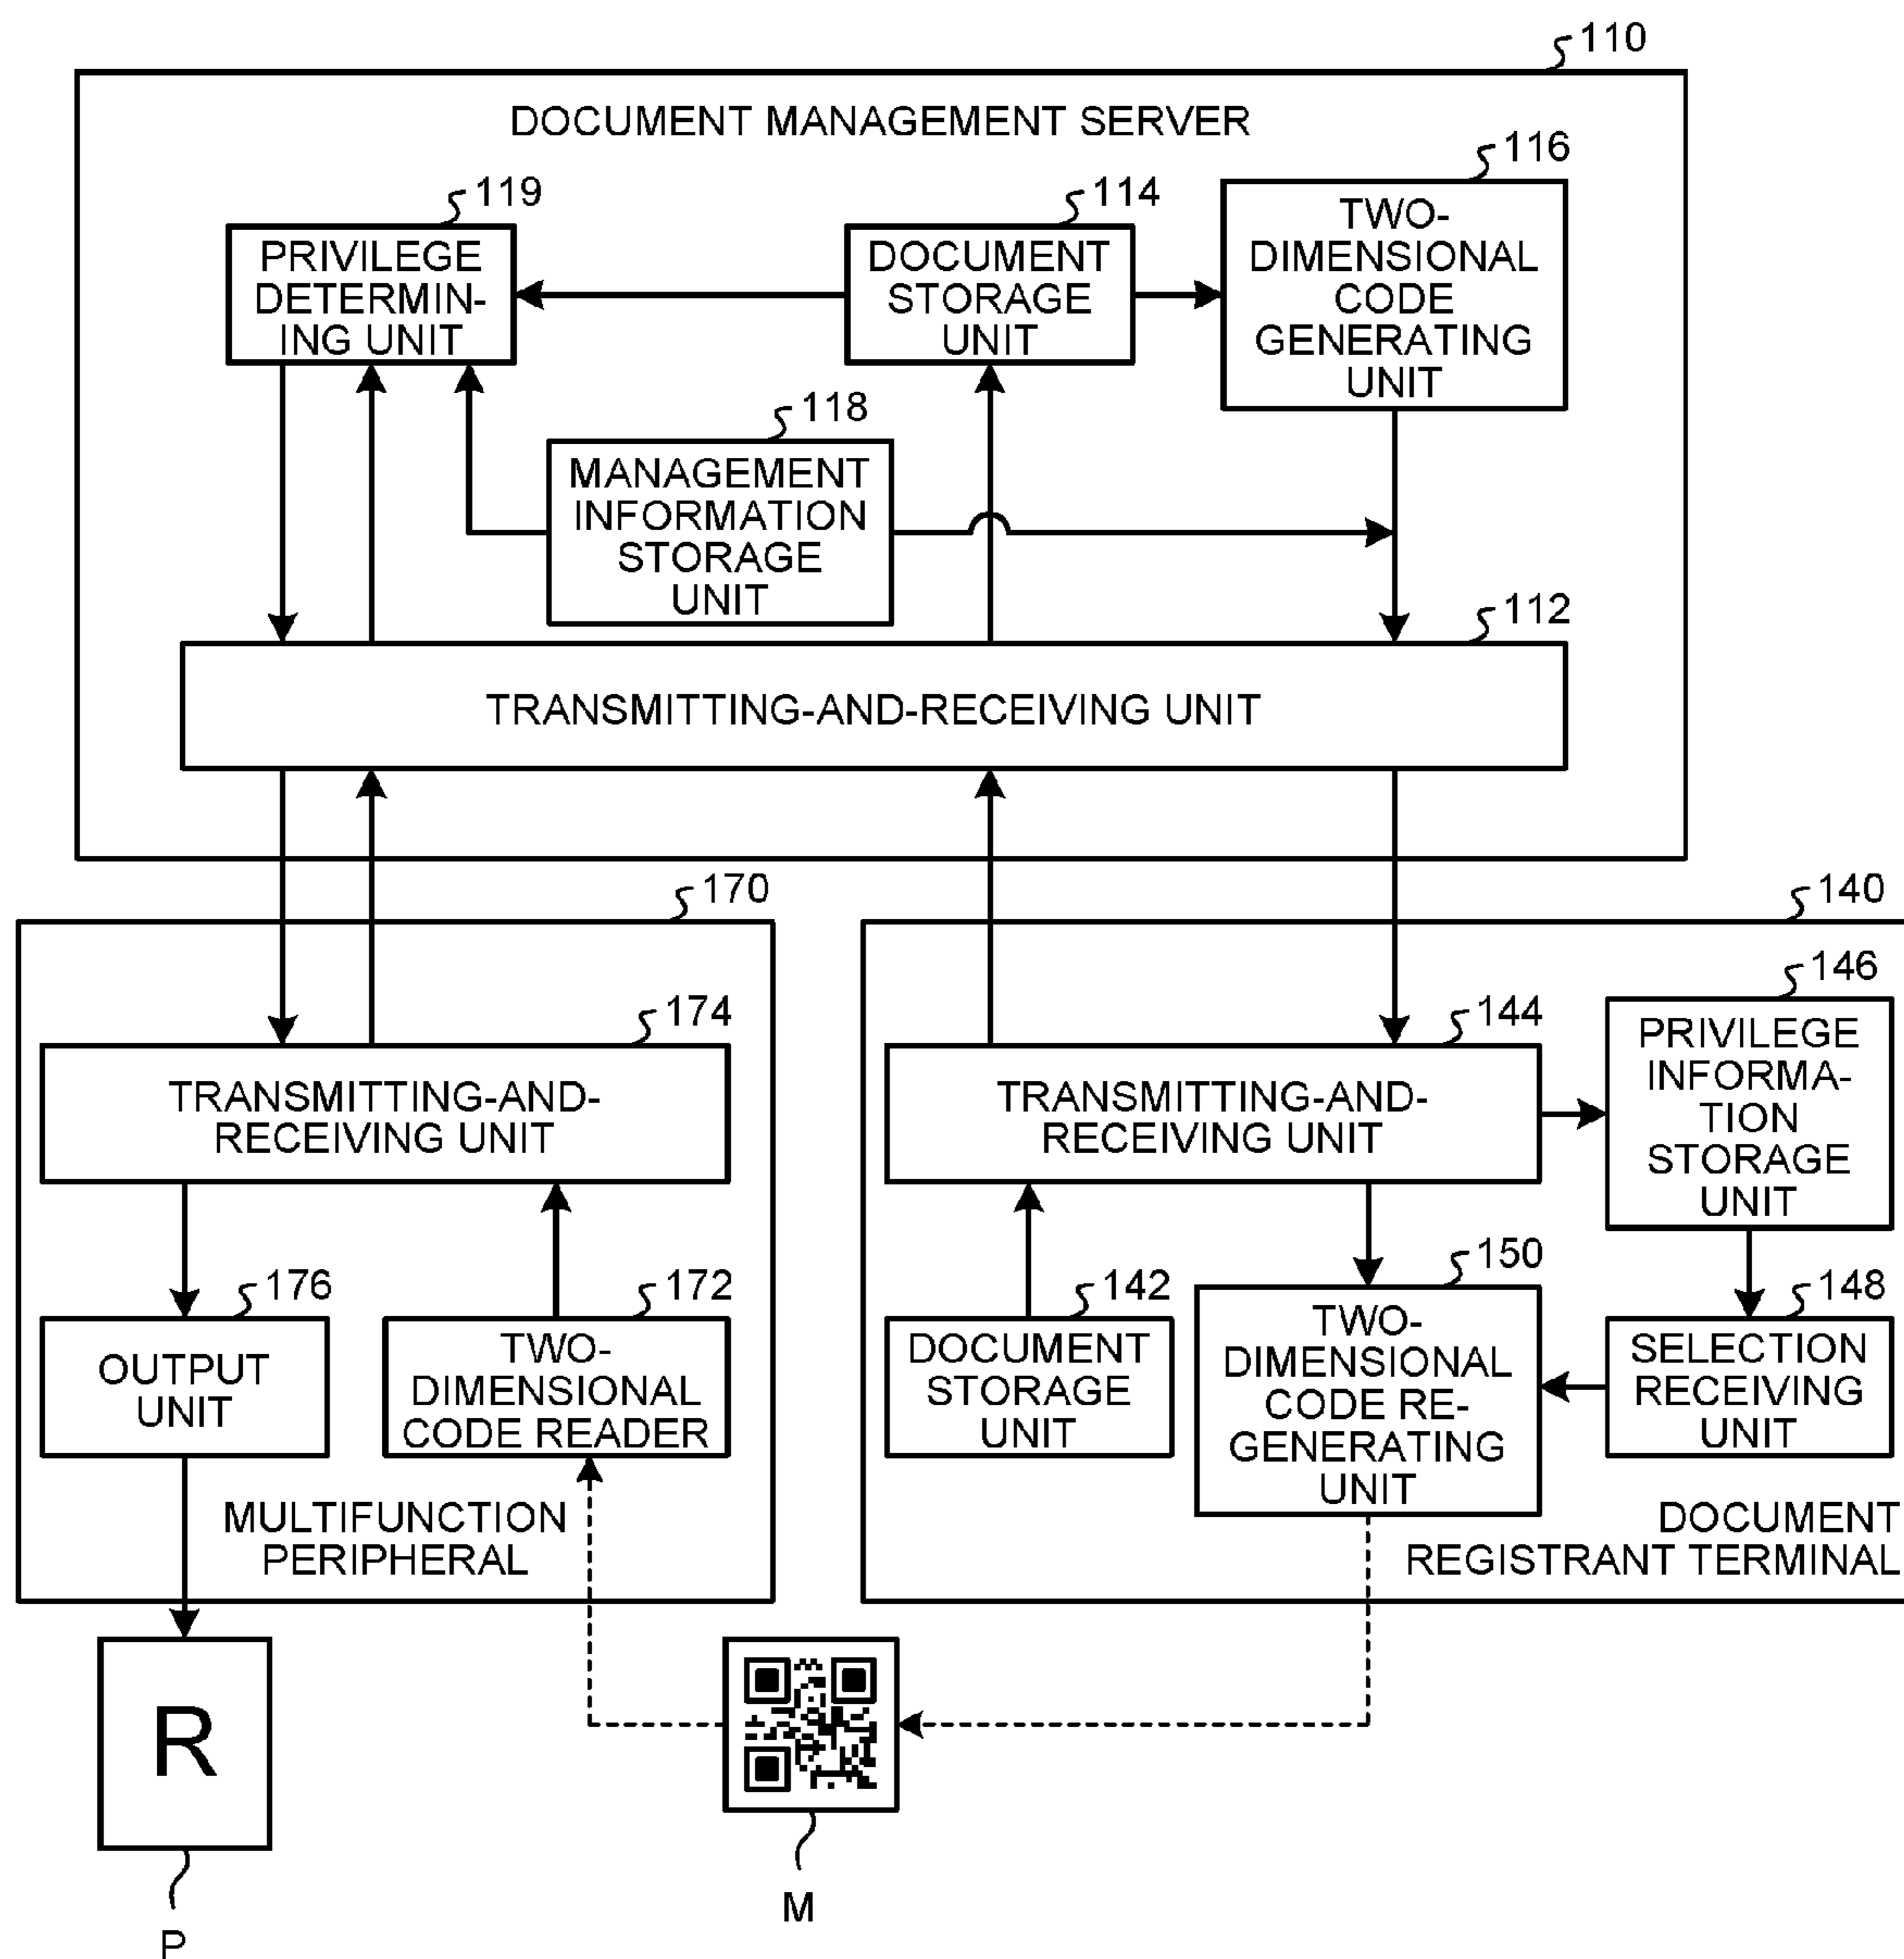 110
DOCUMENT MANAGEMENT SERVER
119
PRIVILEGE
DETERMIN-
ING UNIT
114
DOCUMENT
STORAGE
UNIT
116
TWO-
DIMENSIONAL
CODE
GENERATING
UNIT
118
MANAGEMENT
INFORMATION
STORAGE
UNIT
112
TRANSMITTING-AND-RECEIVING UNIT
170
174
TRANSMITTING-AND-
RECEIVING UNIT
176
OUTPUT
UNIT
172
TWO-
DIMENSIONAL
CODE READER
MULTIFUNCTION
PERIPHERAL
140
144
TRANSMITTING-AND-
RECEIVING UNIT
146
PRIVILEGE
INFORMA-
TION
STORAGE
UNIT
142
DOCUMENT
STORAGE
UNIT
150
TWO-
DIMENSIONAL
CODE RE-
GENERATING
UNIT
148
SELECTION
RECEIVING
UNIT
DOCUMENT
REGISTRANT TERMINAL
R
P
M